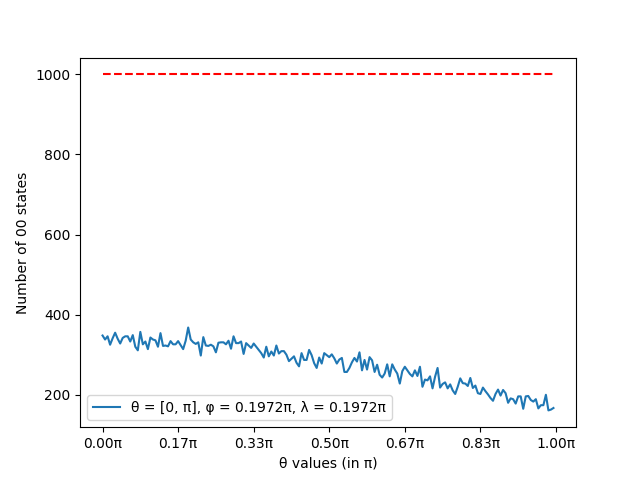 1000
800
600
400
200
Number of 00 states
θ = [0, π], φ = 0.1972π, λ = 0.1972π
0.00π 0.17π 0.33π 0.50π 0.67π 0.83π 1.00π
θ values (in π)